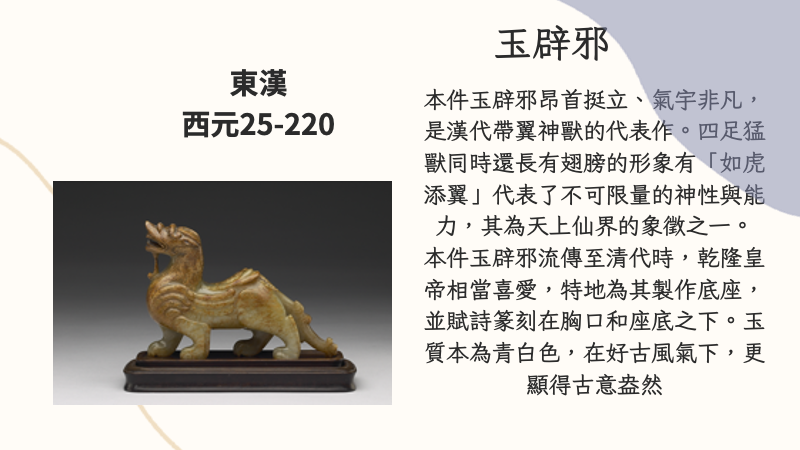 東漢
西元25-220
玉辟邪
本件玉辟邪昂首挺立、氣宇非凡，
是漢代帶翼神獸的代表作。四足猛
獸同時還長有翅膀的形象有「如虎
添翼」代表了不可限量的神性與能
力，其為天上仙界的象徵之一。
本件玉辟邪流傳至清代時，乾隆皇
帝相當喜愛，特地為其製作底座，
並賦詩篆刻在胸口和座底之下。玉
質本為青白色，在好古風氣下，更
顯得古意盎然